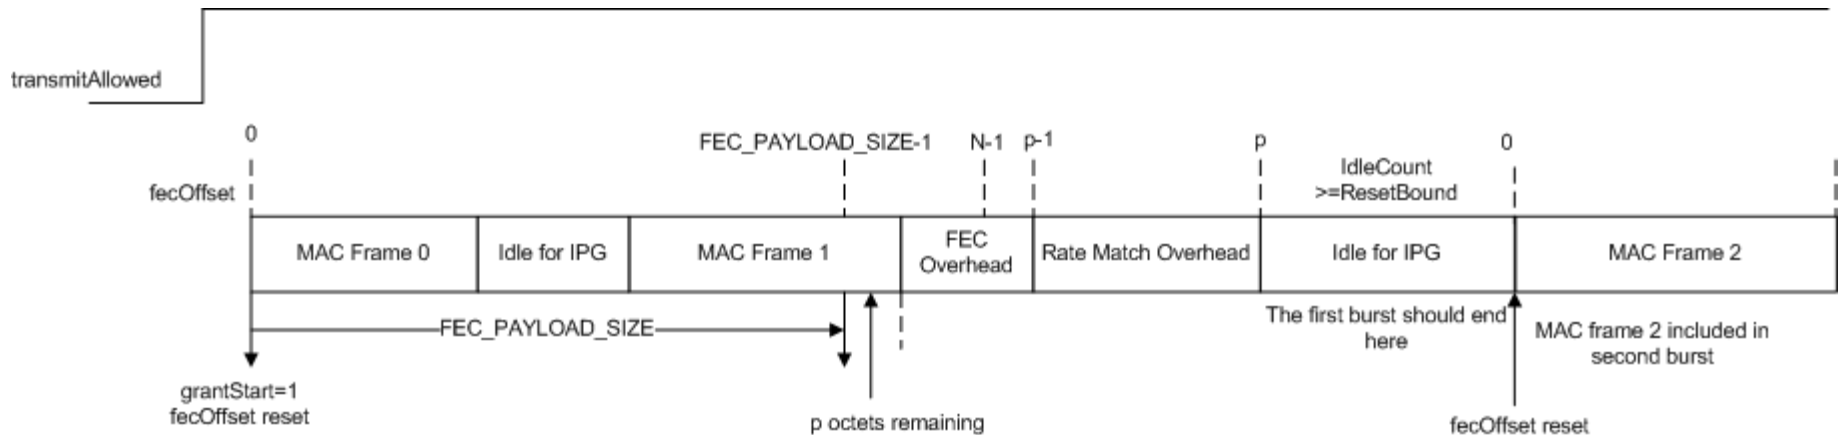 transmitAllowed
0
FEC_PAYLOAD_SIZE-1
N-1
p-1
p
0
IdleCount
>=ResetBound
fecOffset
MAC Frame 0
Idle for IPG
MAC Frame 1
FEC
Overhead
Rate Match Overhead
Idle for IPG
MAC Frame 2
FEC_PAYLOAD_SIZE
The first burst should end
here
MAC frame 2 included in
second burst
grantStart=1
fecOffset reset
p octets remaining
fecOffset reset